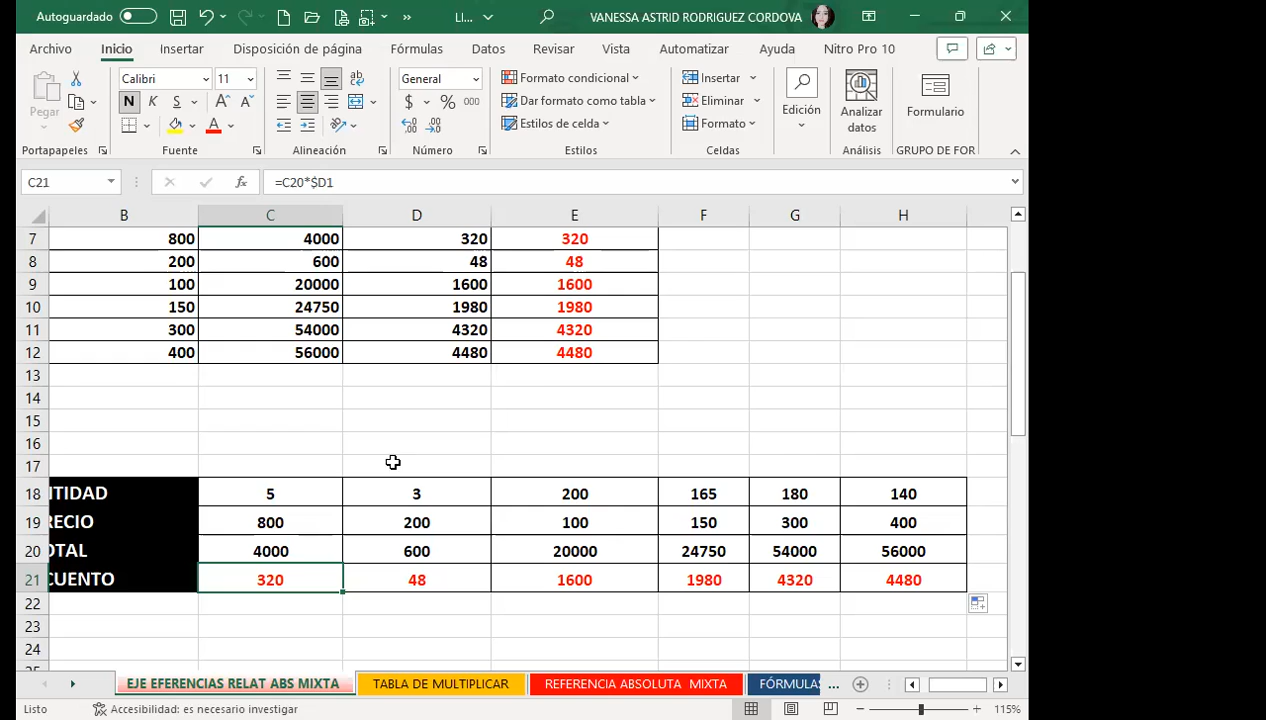 Autoguardado
LI...
VANESSA ASTRID RODRIGUEZ CORDOVA
Archivo Inicio Insertar Disposición de página Fórmulas Datos Revisar Vista Automatizar Ayuda Nitro Pro 10
Pegar
Calibri 11
N K S A A
A
General
$ % 000
Formato condicional
Dar formato como tabla
Estilos de celda
Insertar
Eliminar
Formato
Edición
Analizar datos
Formulario
Portapapeles Fuente Alineación Número Estilos Celdas Análisis GRUPO DE FOR
C21 fx =C20*$D1
B C D E F G H
7 800 4000 320 320
8 200 600 48 48
9 100 20000 1600 1600
10 150 24750 1980 1980
11 300 54000 4320 4320
12 400 56000 4480 4480
13
14
15
16
17
18 NTIDAD 5 3 200 165 180 140
19 RECIO 800 200 100 150 300 400
20 OTAL 4000 600 20000 24750 54000 56000
21 CUENTO 320 48 1600 1980 4320 4480
22
23
24
25
EJE EFERENCIAS RELAT ABS MIXTA TABLA DE MULTIPLICAR REFERENCIA ABSOLUTA MIXTA FÓRMULAS ...
Listo Accesibilidad: es necesario investigar 115%